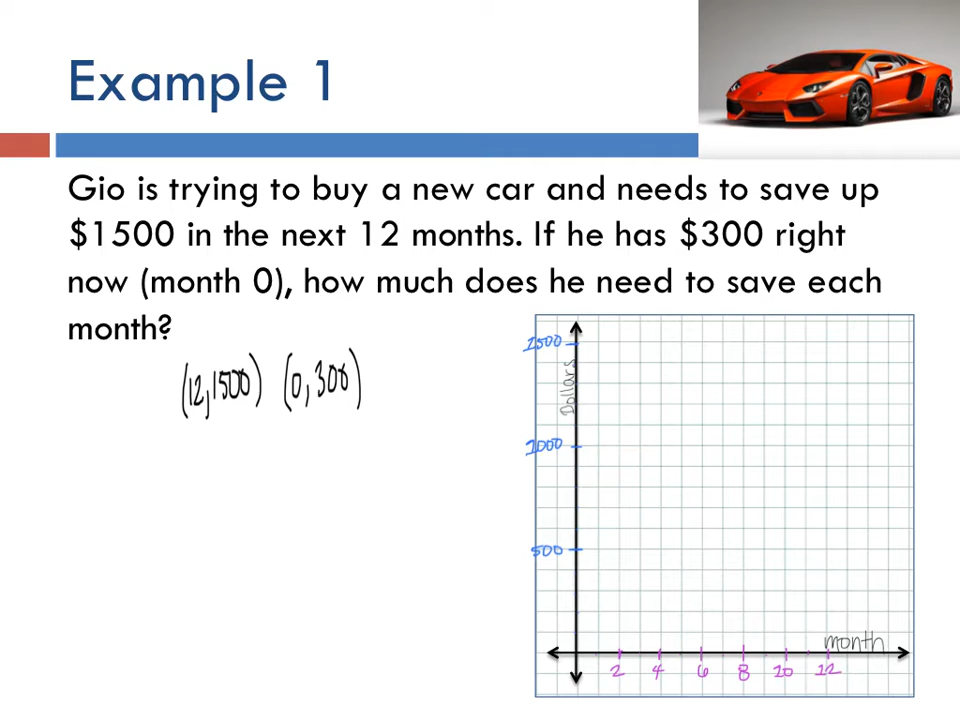 Example 1
Gio is trying to buy a new car and needs to save up
$1500 in the next 12 months. If he has $300 right
now (month 0), how much does he need to save each
month?
(12,1500) (0,300)
1500
Dollars
1000
500
month
2 4 6 8 10 12